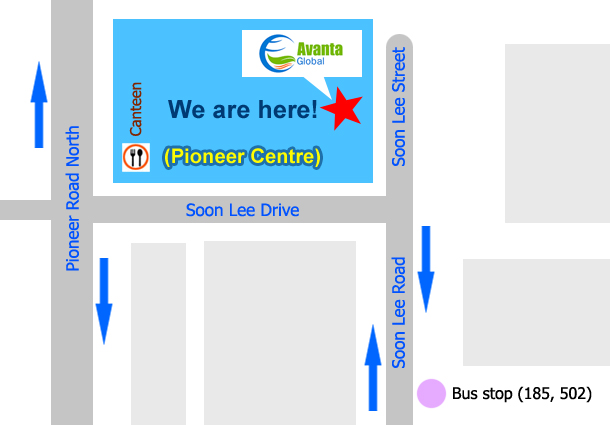 Avanta
Global
We are here!
(Pioneer Centre)
Canteen
Pioneer Road North
Soon Lee Street
Soon Lee Drive
Soon Lee Road
Bus stop (185, 502)